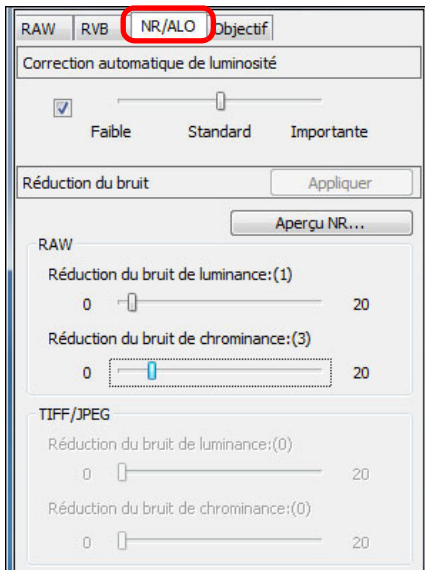 RAW RVB NR/ALO Objectif
Correction automatique de luminosité
Faible Standard Importante
Réduction du bruit Appliquer
Aperçu NR...
RAW
Réduction du bruit de luminance:(1)
0 20
Réduction du bruit de chrominance:(3)
0 20
TIFF/JPEG
Réduction du bruit de luminance:(0)
0 20
Réduction du bruit de chrominance:(0)
0 20